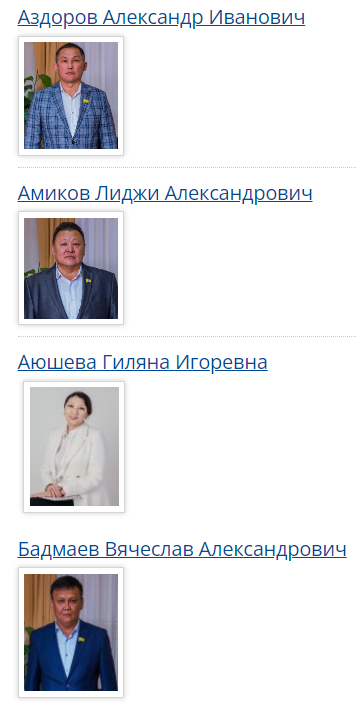 Аздоров Александр Иванович
Амиков Лиджи Александрович
Аюшева Гиляна Игоревна
Бадмаев Вячеслав Александрович